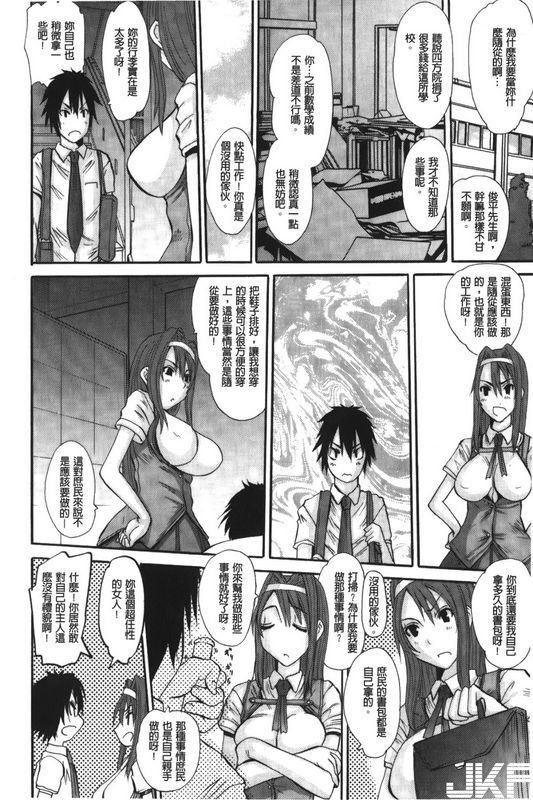 為什麼我要當妳什
麼隨從的啊…
聽說四方院捐了
很多錢給這所學
校。
你…之前數學成績
不是差道不行嗎。
我才不知道那
些事呢。
稍微認真一點
也無妨吧。
俊平先生啊，
幹嘛那樣不甘
不願啊。
妳的行李實在是
太多了呀！
妳自己也
稍微拿一
些吧！
快點工作！你真是
個沒用的傢伙。
混蛋東西！那
是隨從應該做
的，也就是你
的工作呀！
把鞋子排好，讓我想穿
的時候可以很方便的穿
上，這些事情當然是隨
從要做好的！
這對庶民來說不
是應該要做的！
你到底還要我自己
拿多久的書包呀！
沒用的傢伙。
庶民的書包都是
自己拿的。
打掃？為什麼我要
做那種事情啊？
你來幫我做那些
事情就好了呀。
那種事情庶民
也是自己親手
做的呀！
妳這個超任性
的女人！
什麼！你居然敢
對自己的主人這
麼沒有禮貌啊！
JKF